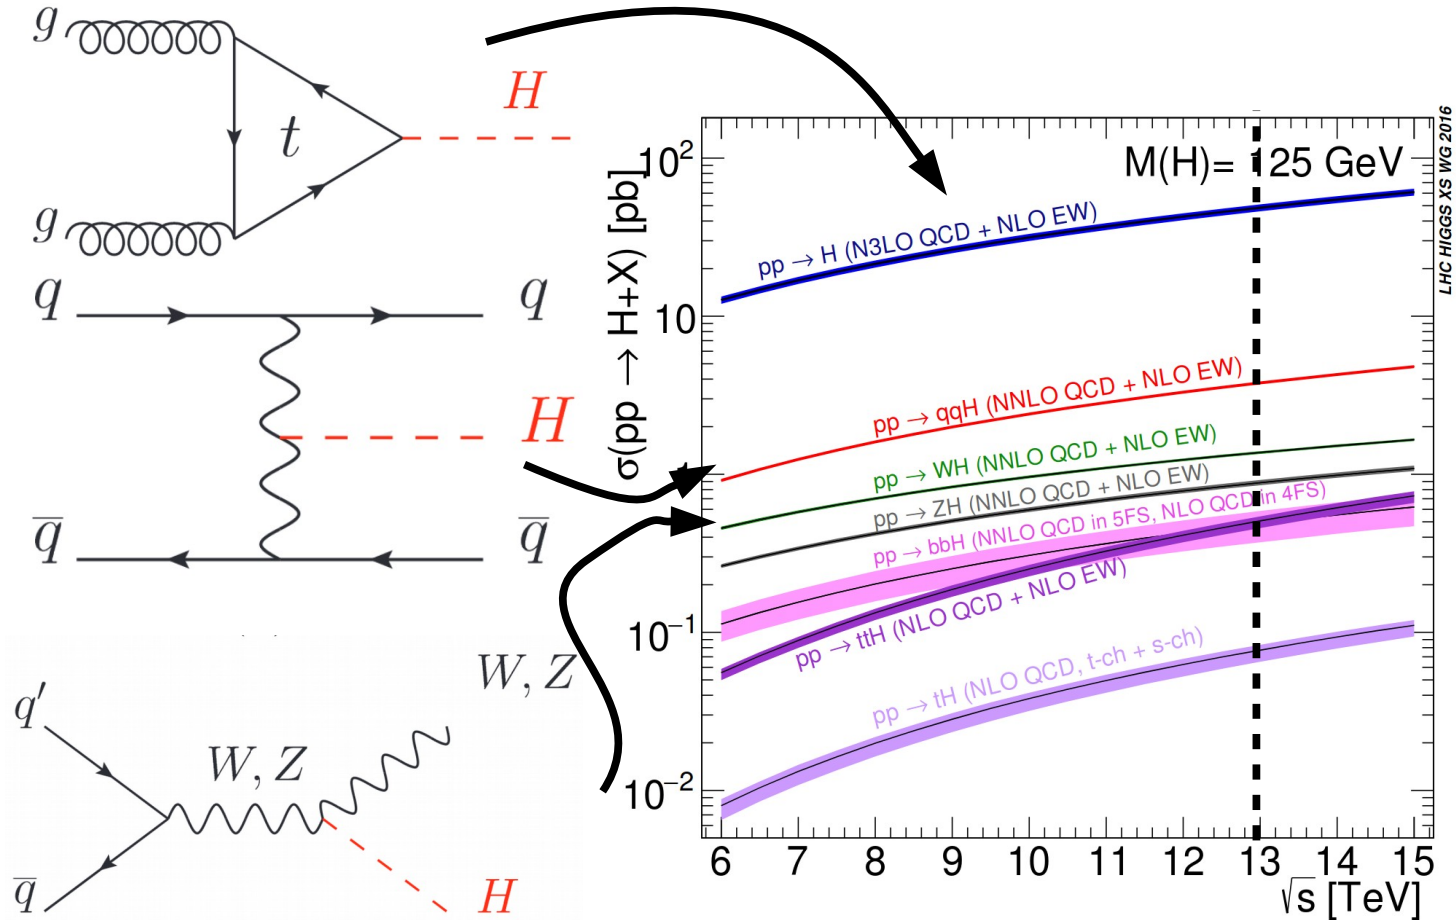 g
H
t
g
q
q
H
q̅
q̅
W, Z
q′
W, Z
q̅
H
M(H)= 125 GeV
LHC HIGGS XS WG 2016
σ(pp → H+X) [pb]
10²
10
10⁻¹
10⁻²
pp → H (N3LO QCD + NLO EW)
pp → qqH (NNLO QCD + NLO EW)
pp → WH (NNLO QCD + NLO EW)
pp → ZH (NNLO QCD + NLO EW)
pp → bbH (NNLO QCD in 5FS, NLO QCD in 4FS)
pp → ttH (NLO QCD + NLO EW)
pp → tH (NLO QCD, t-ch + s-ch)
6 7 8 9 10 11 12 13 14 15
√s [TeV]